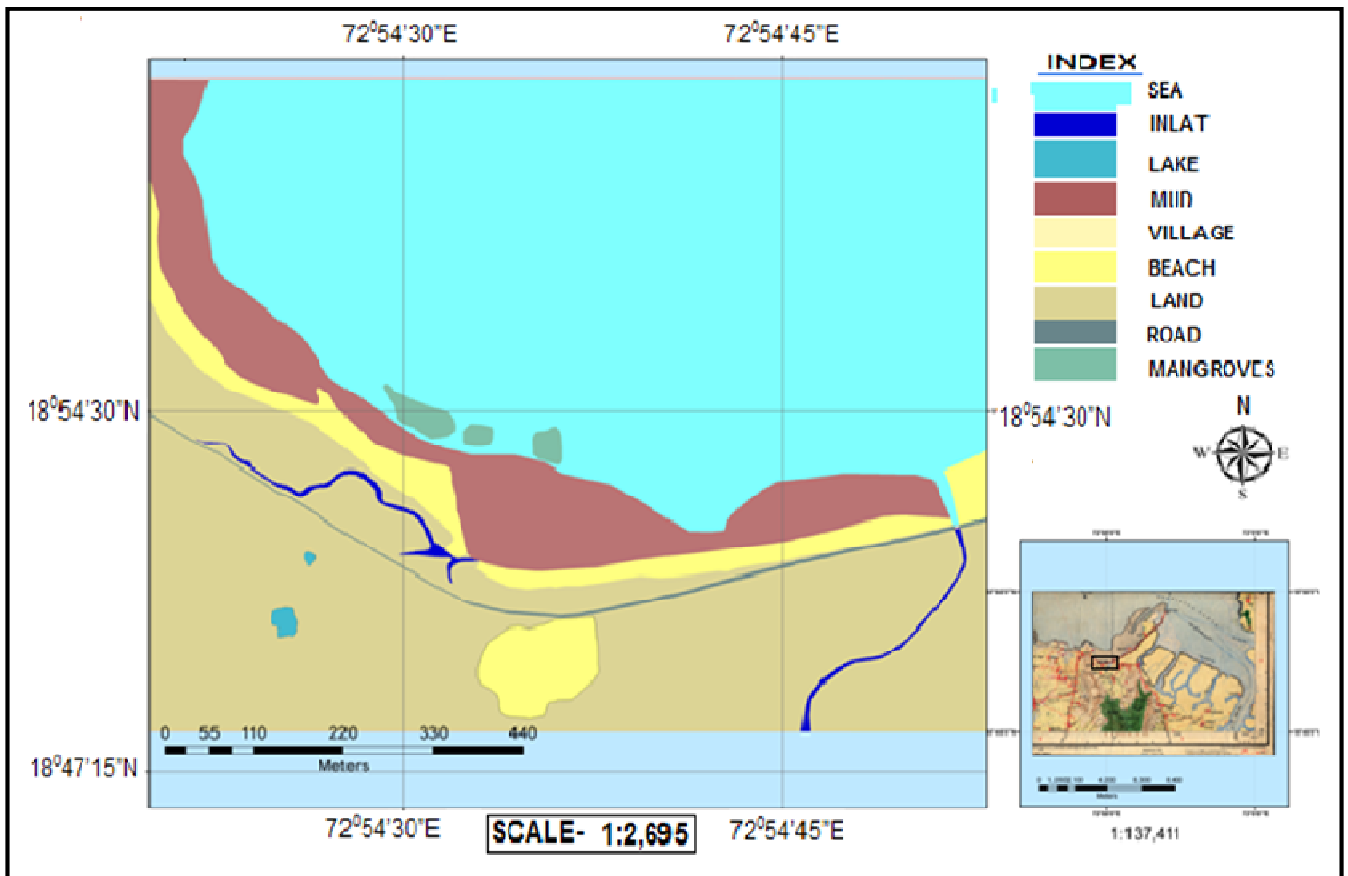 72⁰54'30"E 72⁰54'45"E
INDEX
SEA
INLAT
LAKE
MUD
VILLAGE
BEACH
LAND
ROAD
MANGROVES
18⁰54'30"N 18⁰54'30"N
N
W E
S
0 55 110 220 330 440
Meters
18⁰47'15"N
72⁰54'30"E 72⁰54'45"E
SCALE- 1:2,695
Meters
1:137,411